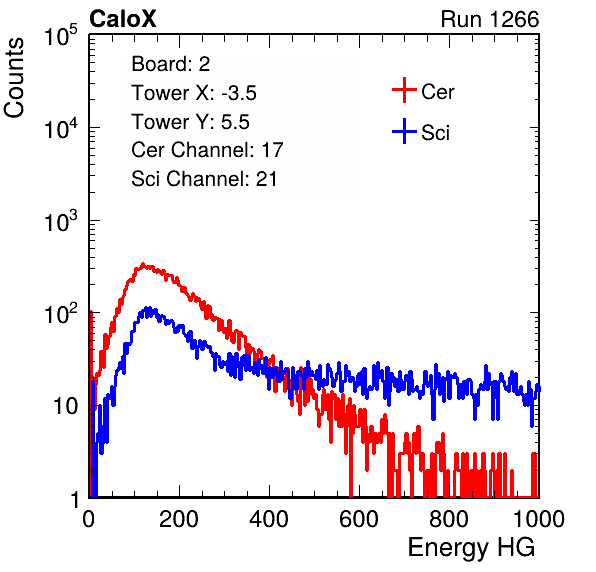 CaloX
Run 1266
Counts
Board: 2
Tower X: -3.5
Tower Y: 5.5
Cer Channel: 17
Sci Channel: 21
Cer
Sci
10^5
10^4
10^3
10^2
10
1
0 200 400 600 800 1000
Energy HG